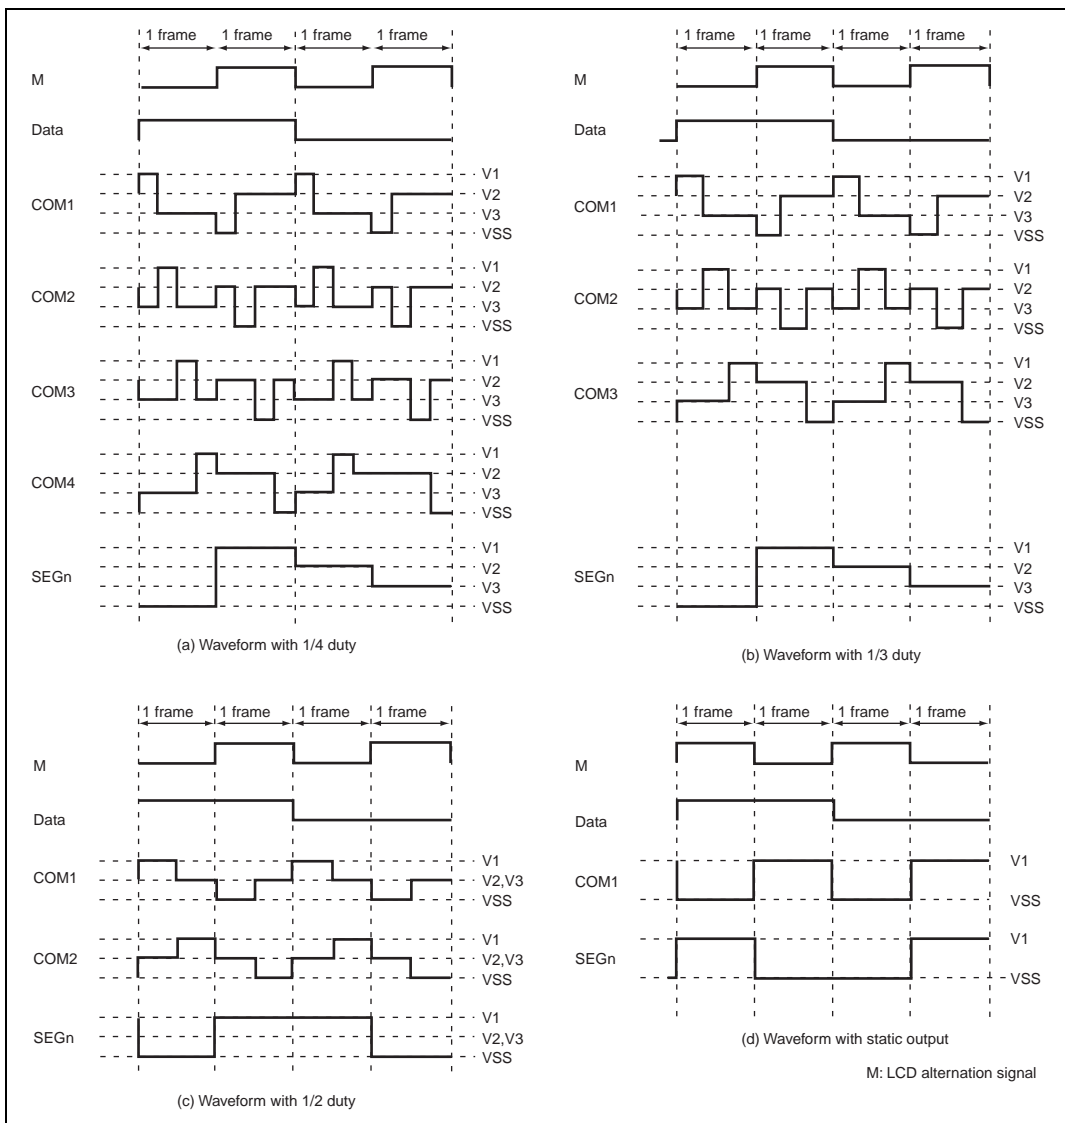 1 frame 1 frame 1 frame 1 frame
M
Data
COM1
V1
V2
V3
VSS
COM2
V1
V2
V3
VSS
COM3
V1
V2
V3
VSS
COM4
V1
V2
V3
VSS
SEGn
V1
V2
V3
VSS
(a) Waveform with 1/4 duty
1 frame 1 frame 1 frame 1 frame
M
Data
COM1
V1
V2
V3
VSS
COM2
V1
V2
V3
VSS
COM3
V1
V2
V3
VSS
SEGn
V1
V2
V3
VSS
(b) Waveform with 1/3 duty
1 frame 1 frame 1 frame 1 frame
M
Data
COM1
V1
V2,V3
VSS
COM2
V1
V2,V3
VSS
SEGn
V1
V2,V3
VSS
(c) Waveform with 1/2 duty
1 frame 1 frame 1 frame 1 frame
M
Data
COM1
V1
VSS
SEGn
V1
VSS
(d) Waveform with static output
M: LCD alternation signal